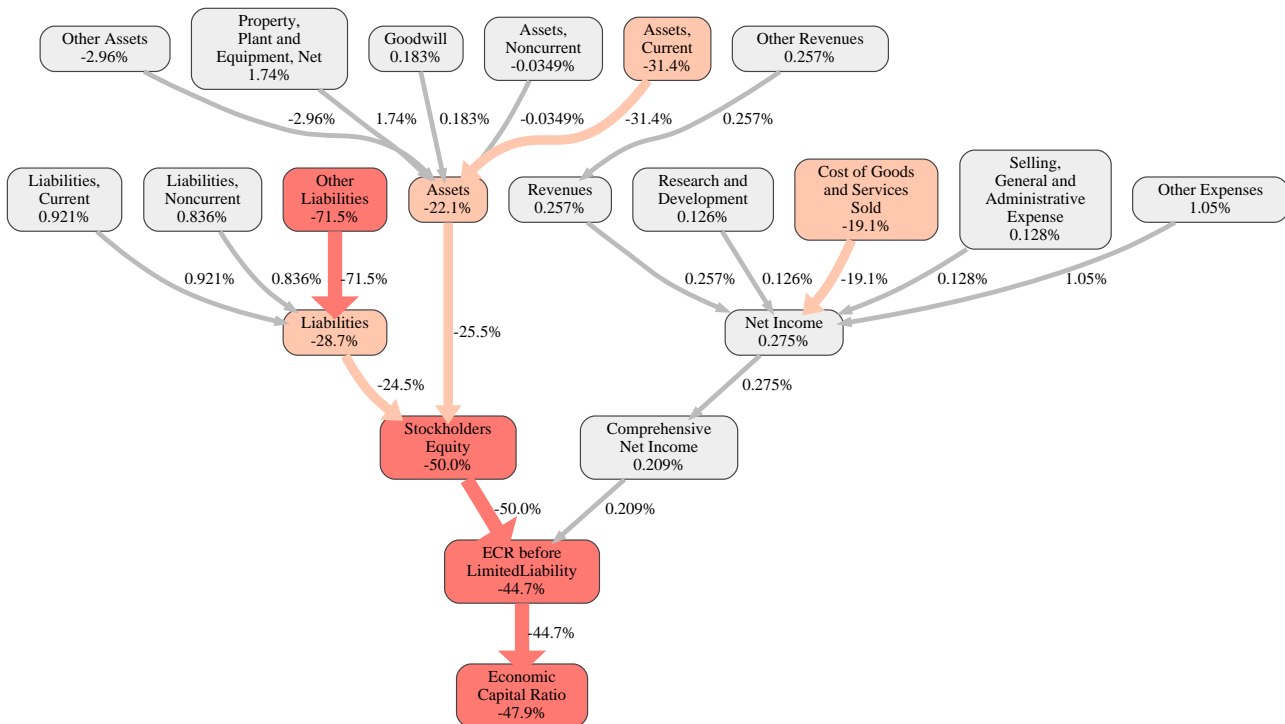 Other Assets
-2.96%
Property,
Plant and
Equipment, Net
1.74%
Goodwill
0.183%
Assets,
Noncurrent
-0.0349%
Assets,
Current
-31.4%
Other Revenues
0.257%
-2.96%
1.74%
0.183%
-0.0349%
-31.4%
0.257%
Liabilities,
Current
0.921%
Liabilities,
Noncurrent
0.836%
Other
Liabilities
-71.5%
Assets
-22.1%
Revenues
0.257%
Research and
Development
0.126%
Cost of Goods
and Services
Sold
-19.1%
Selling,
General and
Administrative
Expense
0.128%
Other Expenses
1.05%
0.921%
0.836%
-71.5%
0.257%
0.126%
-19.1%
0.128%
1.05%
Liabilities
-28.7%
-25.5%
Net Income
0.275%
-24.5%
0.275%
Stockholders
Equity
-50.0%
Comprehensive
Net Income
0.209%
-50.0%
0.209%
ECR before
LimitedLiability
-44.7%
-44.7%
Economic
Capital Ratio
-47.9%